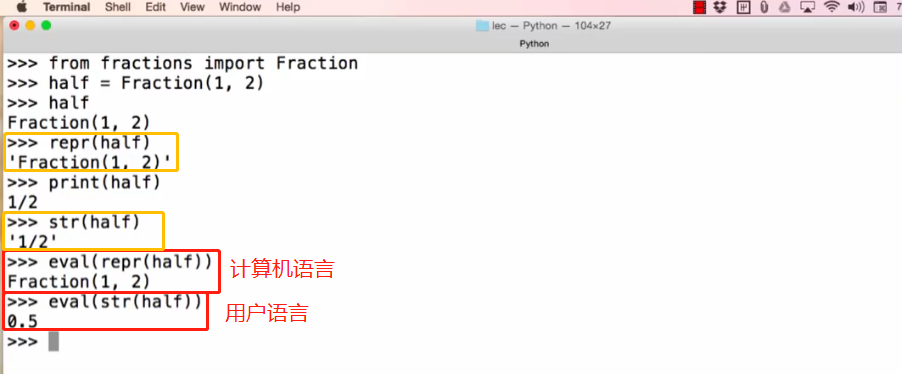 Terminal Shell Edit View Window Help
lec — Python — 104×27
Python
>>> from fractions import Fraction
>>> half = Fraction(1, 2)
>>> half
Fraction(1, 2)
>>> repr(half)
'Fraction(1, 2)'
>>> print(half)
1/2
>>> str(half)
'1/2'
>>> eval(repr(half)) 计算机语言
Fraction(1, 2)
>>> eval(str(half)) 用户语言
0.5
>>>